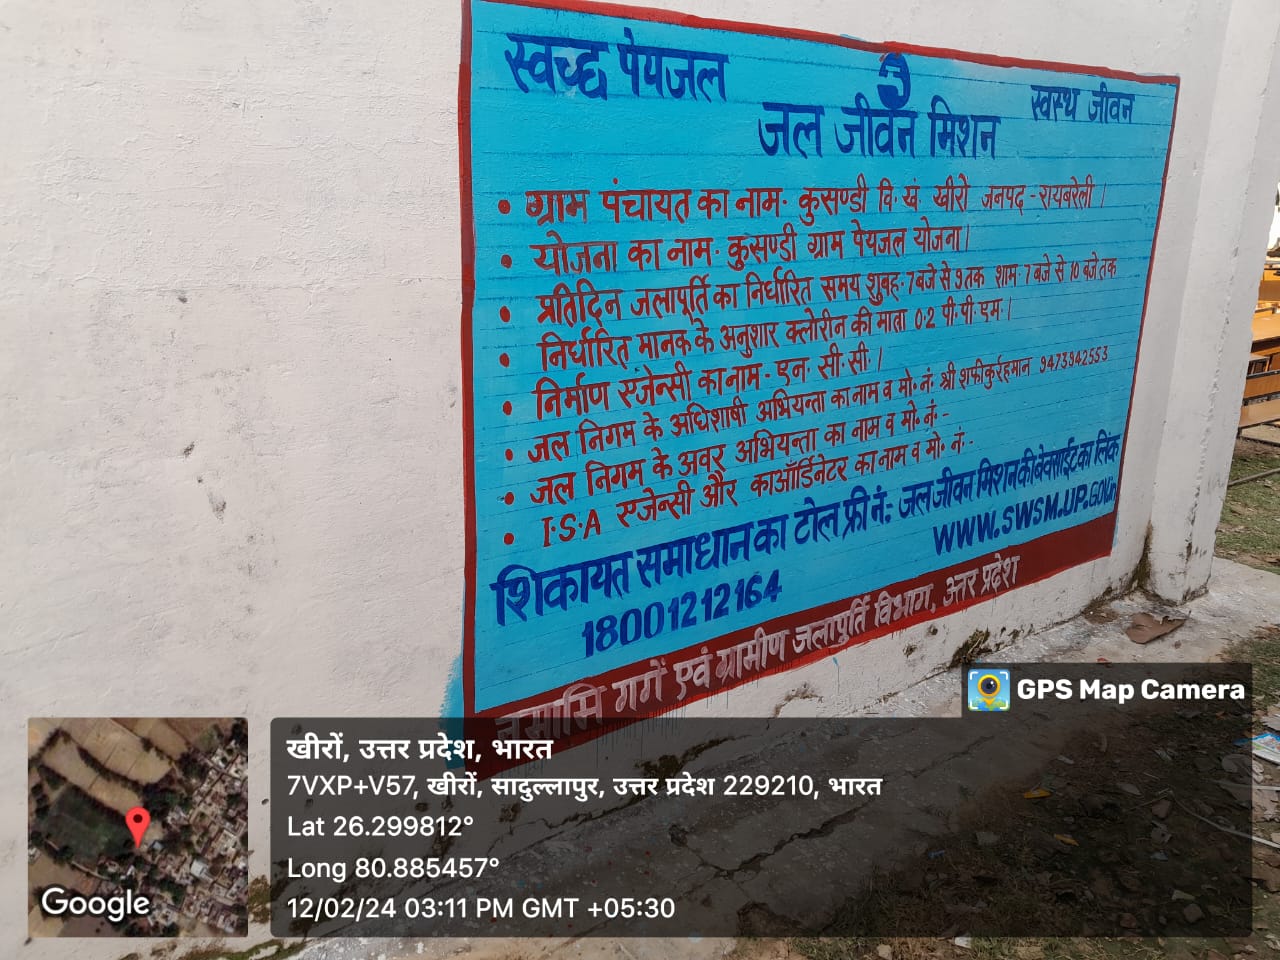 स्वच्छ पेयजल
स्वस्थ जीवन
जल जीवन मिशन
• ग्राम पंचायत का नाम- कुसण्डी वि. खं. खीरो जनपद - रायबरेली ।
• योजना का नाम- कुसण्डी ग्राम पेयजल योजना ।
• प्रतिदिन जलापूर्ति का निर्धारित समय शुबह- 7 बजे से 9 तक शाम- 7 बजे से 10 बजे तक
• निर्धारित मानक के अनुशार क्लोरीन की माता 0.2 पी. पी. एम. ।
• निर्माण एजेन्सी का नाम - एन. सी. सी. ।
• जल निगम के अधिशाषी अभियन्ता का नाम व मो. नं: श्री शफीकुर्रहमान 9473942553
• जल निगम के अवर अभियन्ता का नाम व मो. नं: -
• I.S.A एजेन्सी और काऑर्डिनेटर का नाम व मो. नं: -
शिकायत समाधान का टोल फ्री नं: जल जीवन मिशन की बेवसाईट का लिंक
18001212164 WWW.SWSM.UP.GOV.in
नमामि गगें एवं ग्रामीण जलापुर्ति विभाग, उत्तर प्रदेश
GPS Map Camera
खीरों, उत्तर प्रदेश, भारत
7VXP+V57, खीरों, सादुल्लापुर, उत्तर प्रदेश 229210, भारत
Lat 26.299812°
Long 80.885457°
12/02/24 03:11 PM GMT +05:30
Google